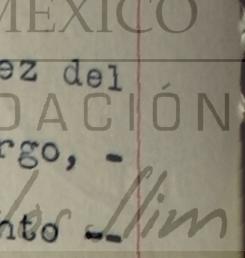 MEXICO
ez del
DACIÓN
rgo, -
los Slim
nto --